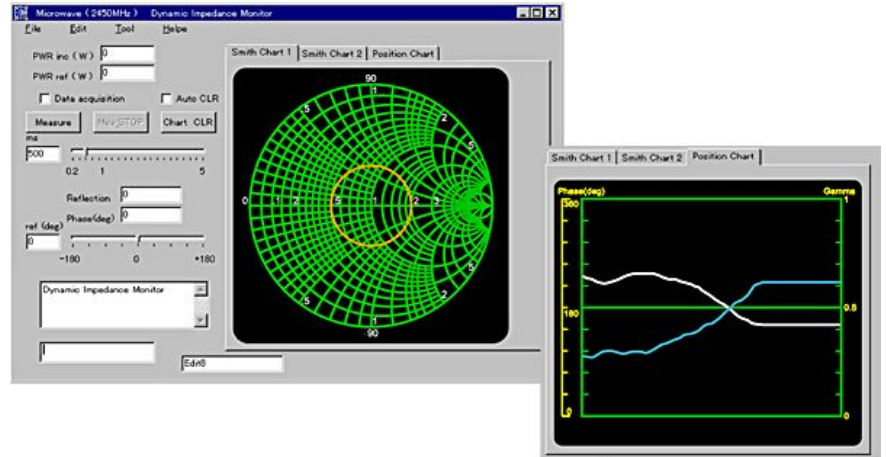 Microwave (2450MHz) Dynamic Impedance Monitor
File Edit Tool Helpe
PWR inc (W) 0
PWR ref (W) 0
Data acquisition Auto CLR
Measure Mes_STOP Chart CLR
ms
500
0.2 1 5
Reflection 0
Phase(deg) 0
ref (deg)
0
-180 0 +180
Dynamic Impedance Monitor
Edit8
Smith Chart 1 Smith Chart 2 Position Chart
90
1
.5 2
0 .1 .2 .5 1 2 3
.5 2
1
-90
Smith Chart 1 Smith Chart 2 Position Chart
Phase(deg) Gamma
360 1
180 0.5
0 0